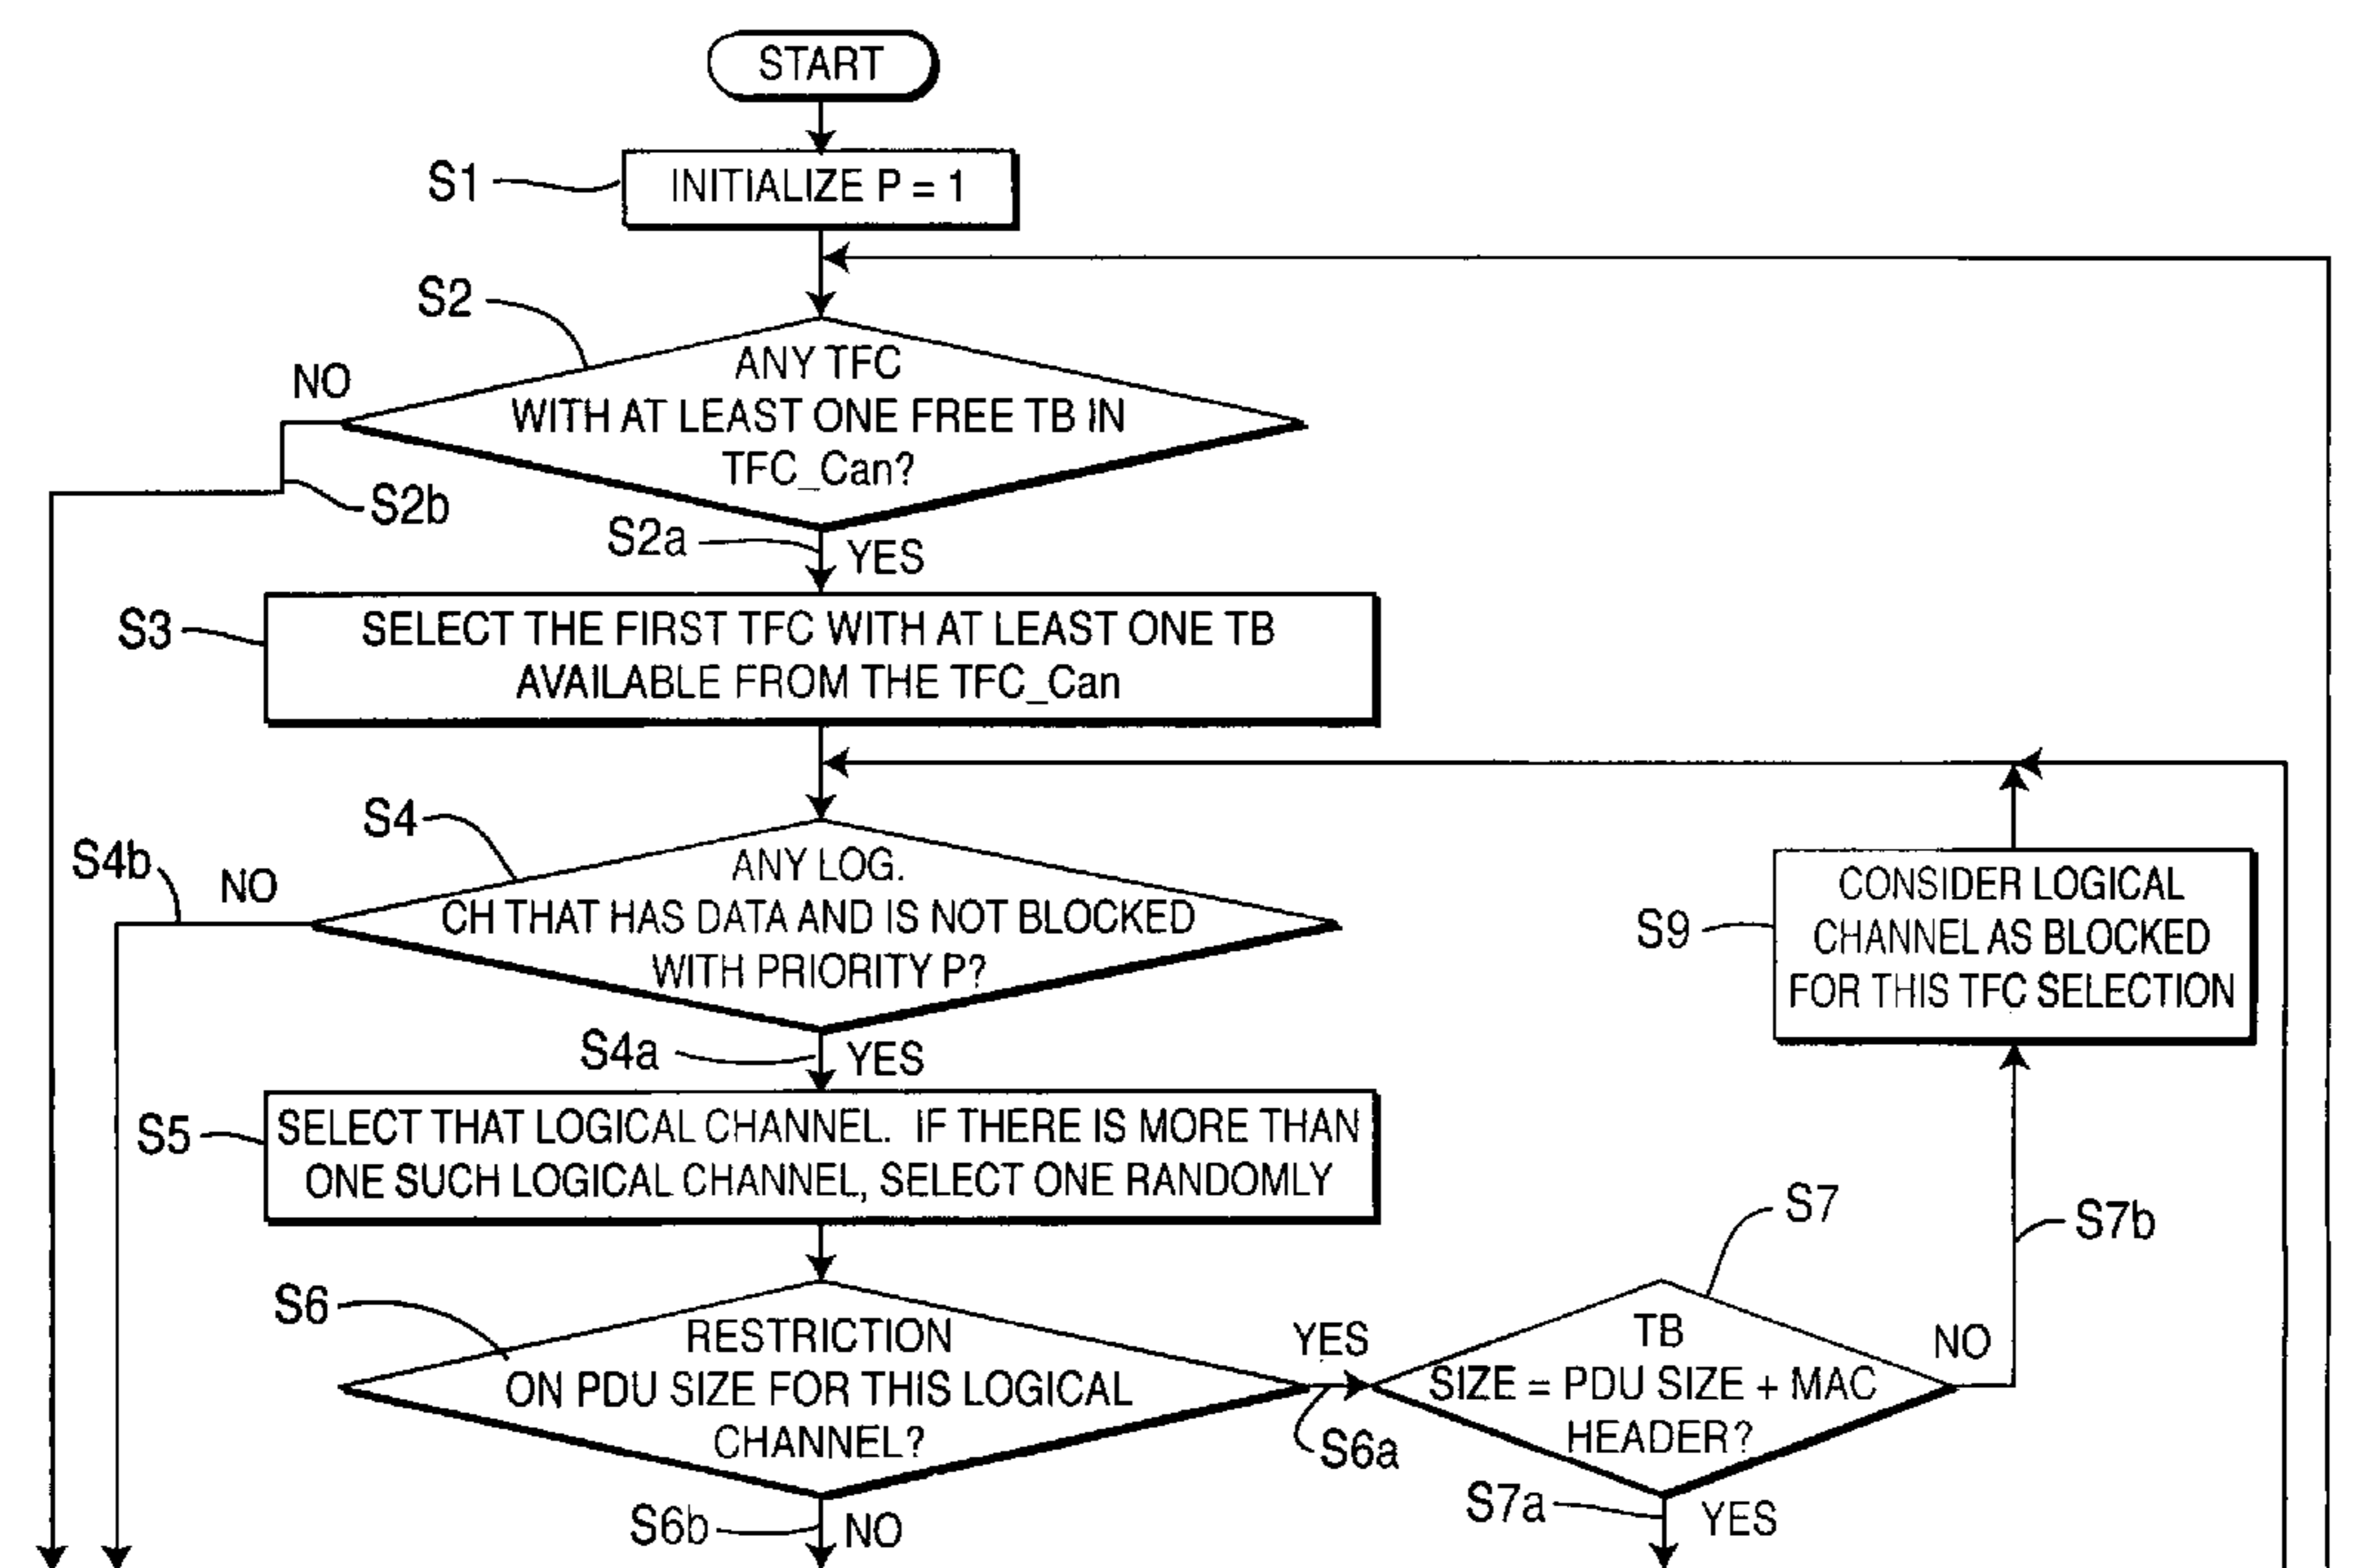 START
S1
INITIALIZE P = 1
S2
NO
ANY TFC
WITH AT LEAST ONE FREE TB IN
TFC_Can?
S2b
S2a
YES
S3
SELECT THE FIRST TFC WITH AT LEAST ONE TB
AVAILABLE FROM THE TFC_Can
S4
S4b
NO
ANY LOG.
CH THAT HAS DATA AND IS NOT BLOCKED
WITH PRIORITY P?
S9
CONSIDER LOGICAL
CHANNEL AS BLOCKED
FOR THIS TFC SELECTION
S4a
YES
S5
SELECT THAT LOGICAL CHANNEL. IF THERE IS MORE THAN
ONE SUCH LOGICAL CHANNEL, SELECT ONE RANDOMLY
S7
S7b
S6
RESTRICTION
ON PDU SIZE FOR THIS LOGICAL
CHANNEL?
YES
S6a
TB
SIZE = PDU SIZE + MAC
HEADER?
NO
S6b
NO
S7a
YES